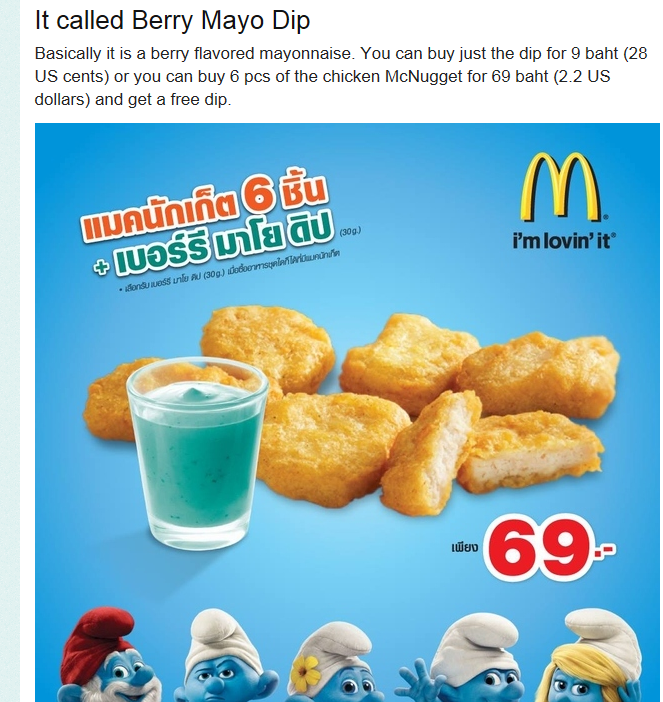 It called Berry Mayo Dip
Basically it is a berry flavored mayonnaise. You can buy just the dip for 9 baht (28
US cents) or you can buy 6 pcs of the chicken McNugget for 69 baht (2.2 US
dollars) and get a free dip.
แมคนักเก็ต 6 ชิ้น
+ เบอร์รี มาโย ดิป (30g.)
• เลือกรับ เบอร์รี มาโย ดิป (30g.) เมื่อซื้ออาหารชุดใดก็ได้ที่มีแมคนักเก็ต
i'm lovin' it®
เพียง 69.-